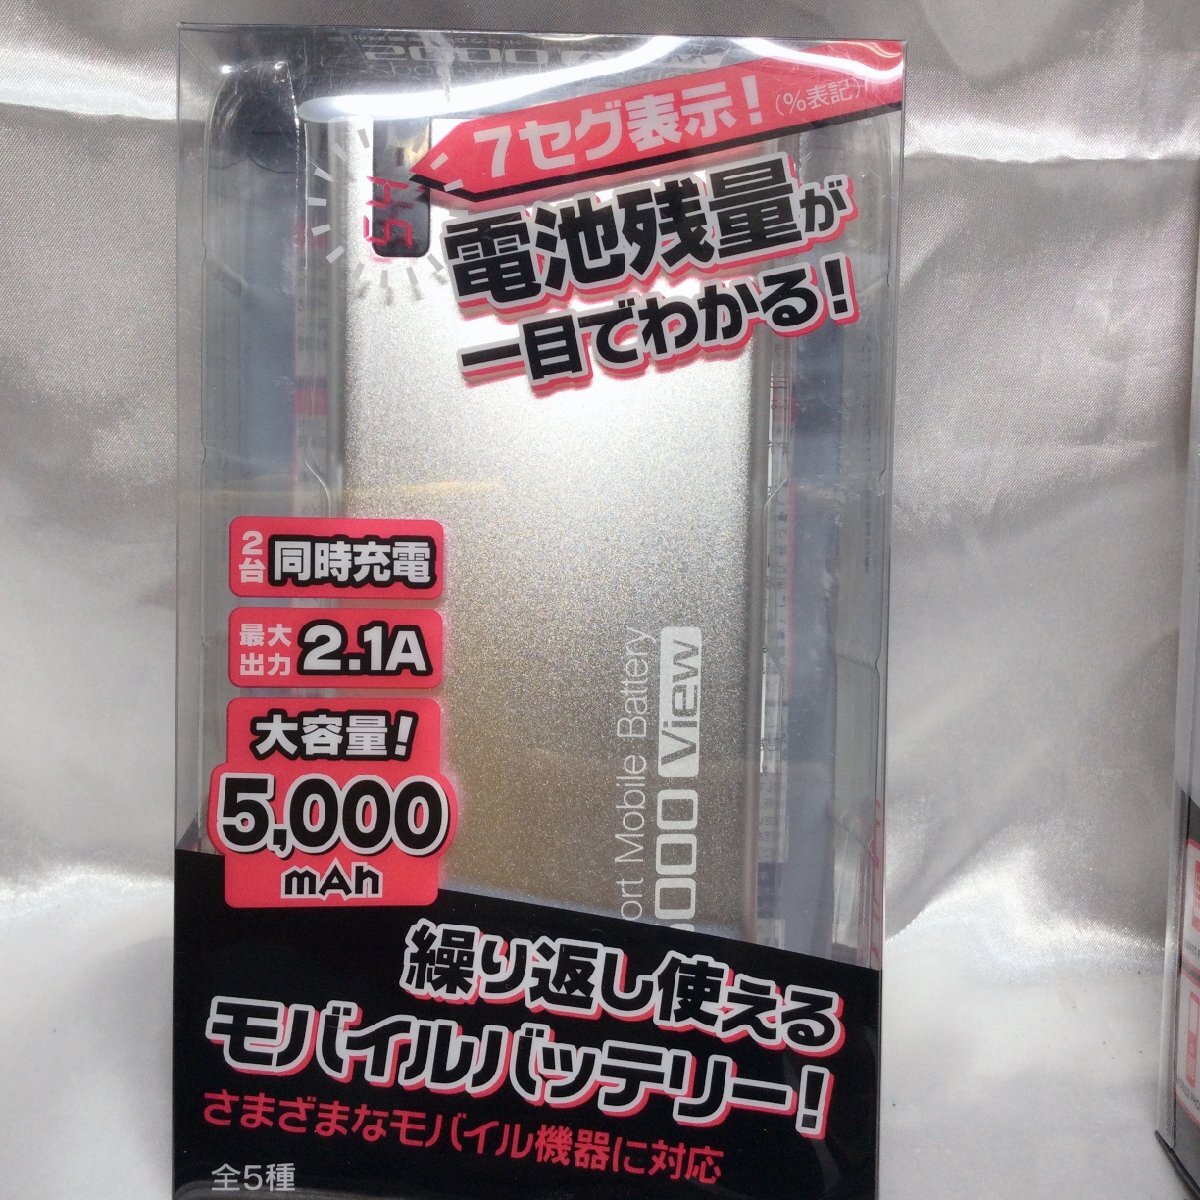 7セグ表示！(%表記)
電池残量が
一目でわかる！
2台 同時充電
最大出力 2.1A
大容量！
5,000
mAh
ort Mobile Battery
000 View
繰り返し使える
モバイルバッテリー！
さまざまなモバイル機器に対応
全5種